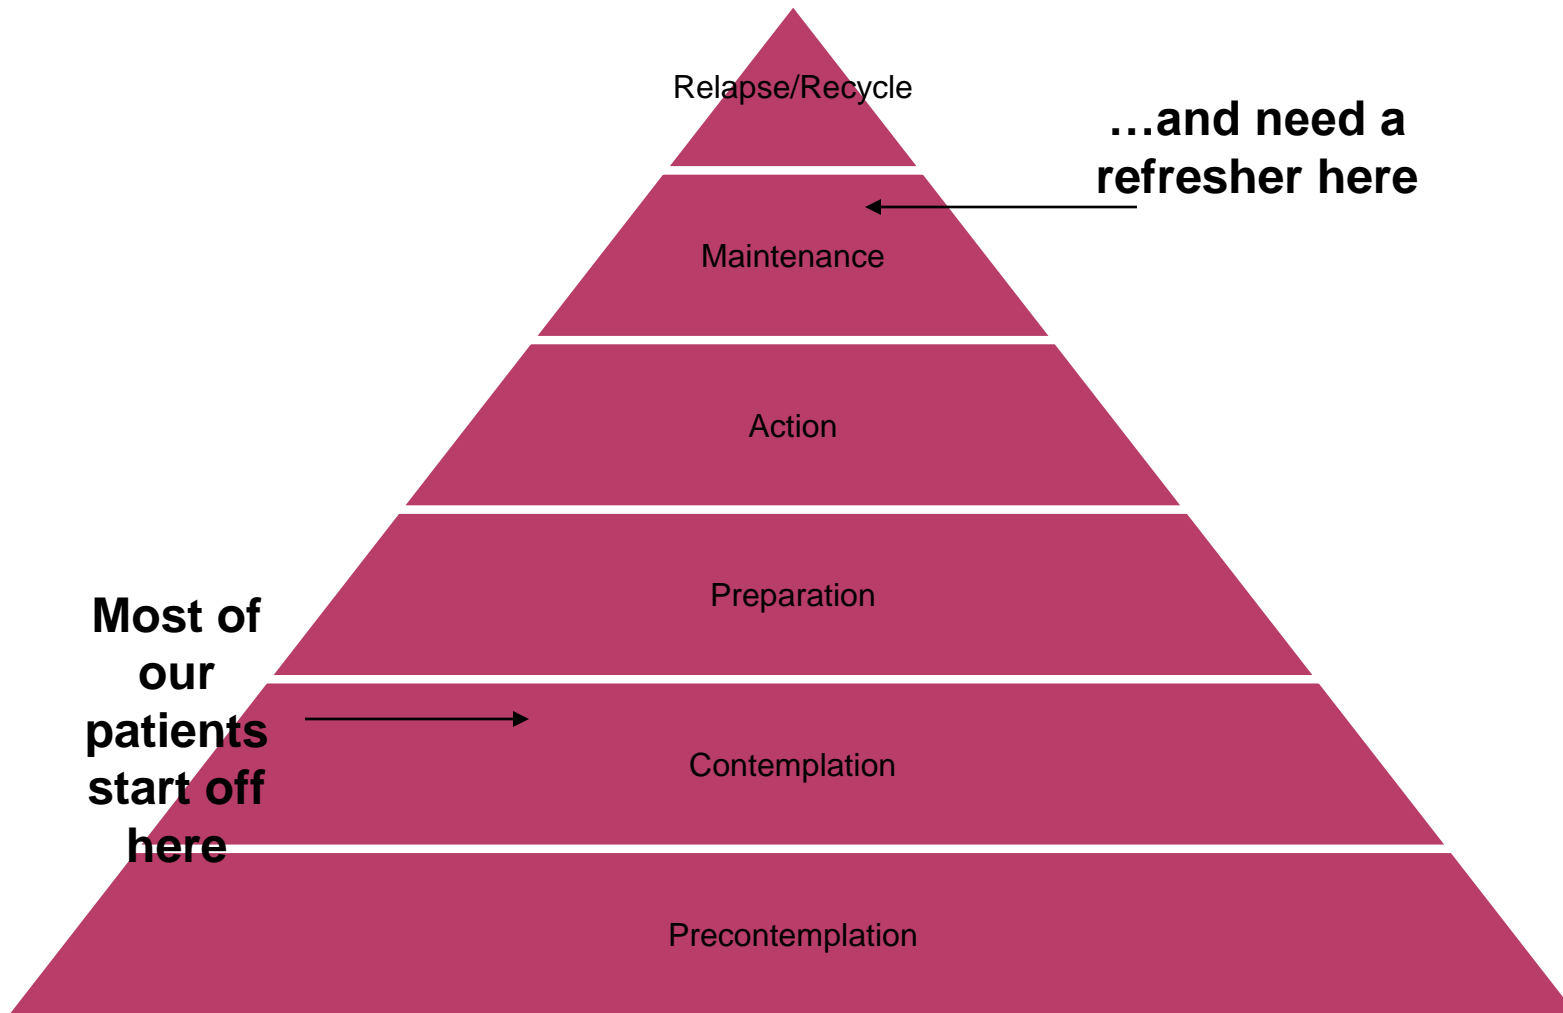 Relapse/Recycle
…and need a
refresher here
Maintenance
Action
Preparation
Most of
our
patients
start off
here
Contemplation
Precontemplation